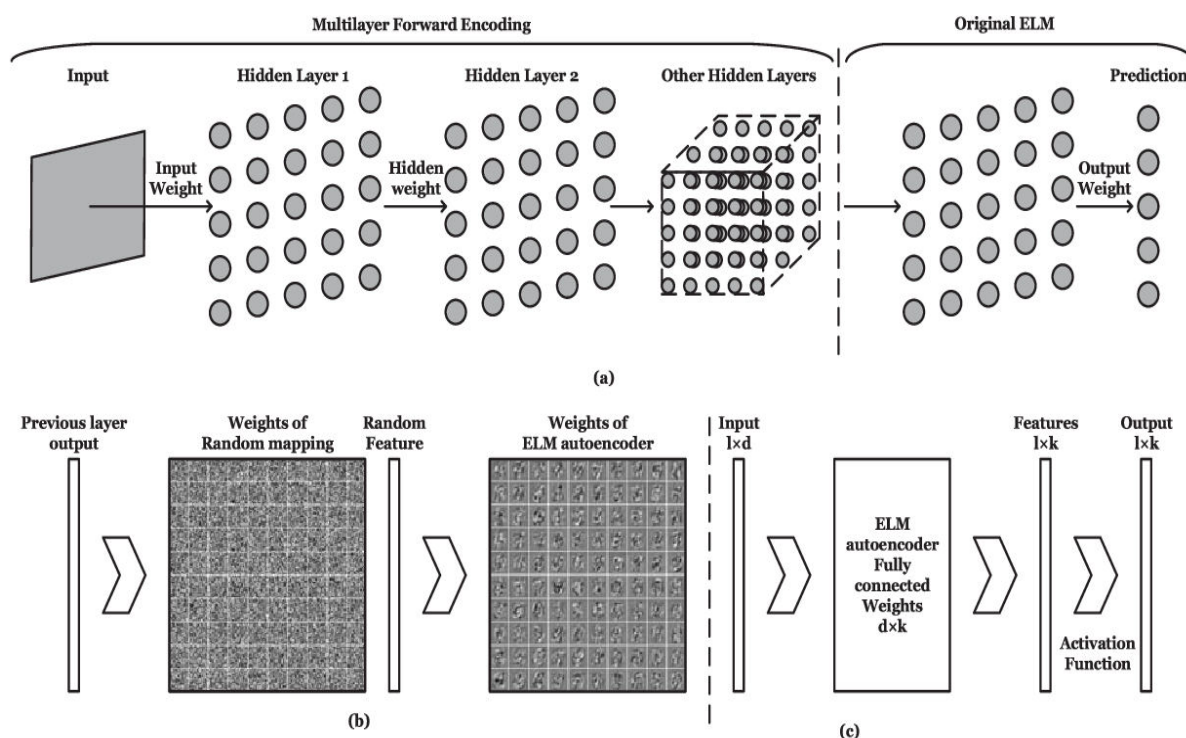 Multilayer Forward Encoding
Original ELM
Input
Hidden Layer 1
Hidden Layer 2
Other Hidden Layers
Prediction
Input
Weight
Hidden
weight
Output
Weight
(a)
Previous layer
output
Weights of
Random mapping
Random
Feature
Weights of
ELM autoencoder
Input
l×d
Features
l×k
Output
l×k
ELM
autoencoder
Fully
connected
Weights
d×k
Activation
Function
(b)
(c)